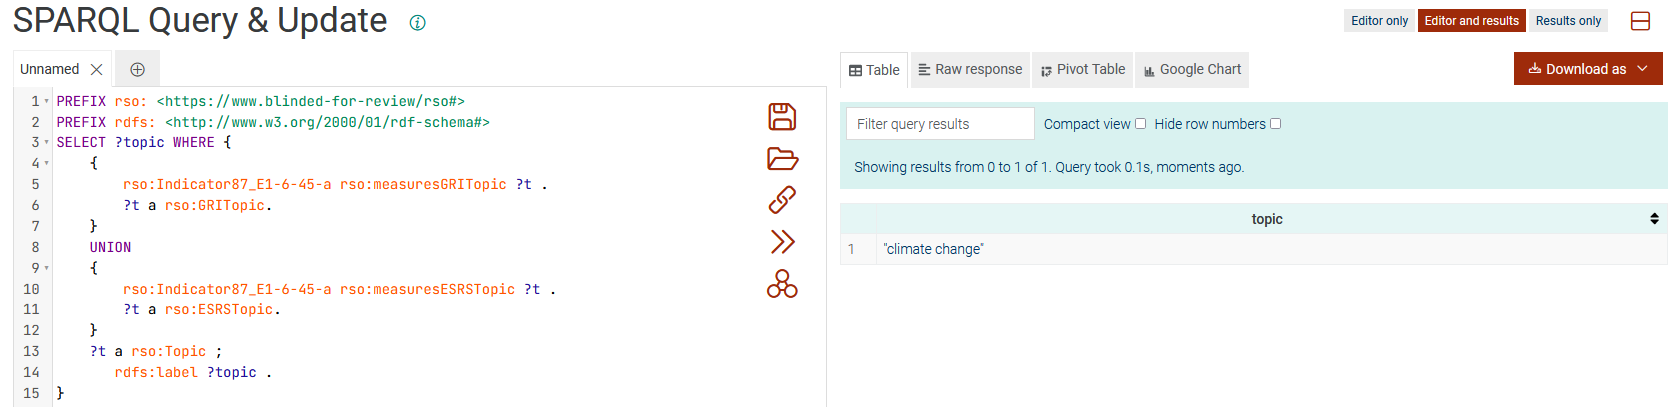 SPARQL Query & Update
Editor only Editor and results Results only
Unnamed
1 PREFIX rso: <https://www.blinded-for-review/rso#>
2 PREFIX rdfs: <http://www.w3.org/2000/01/rdf-schema#>
3 SELECT ?topic WHERE {
4 {
5 rso:Indicator87_E1-6-45-a rso:measuresGRITopic ?t .
6 ?t a rso:GRITopic.
7 }
8 UNION
9 {
10 rso:Indicator87_E1-6-45-a rso:measuresESRSTopic ?t .
11 ?t a rso:ESRSTopic.
12 }
13 ?t a rso:Topic ;
14 rdfs:label ?topic .
15 }
Table Raw response Pivot Table Google Chart
Download as
Filter query results Compact view Hide row numbers
Showing results from 0 to 1 of 1. Query took 0.1s, moments ago.
topic
1 "climate change"